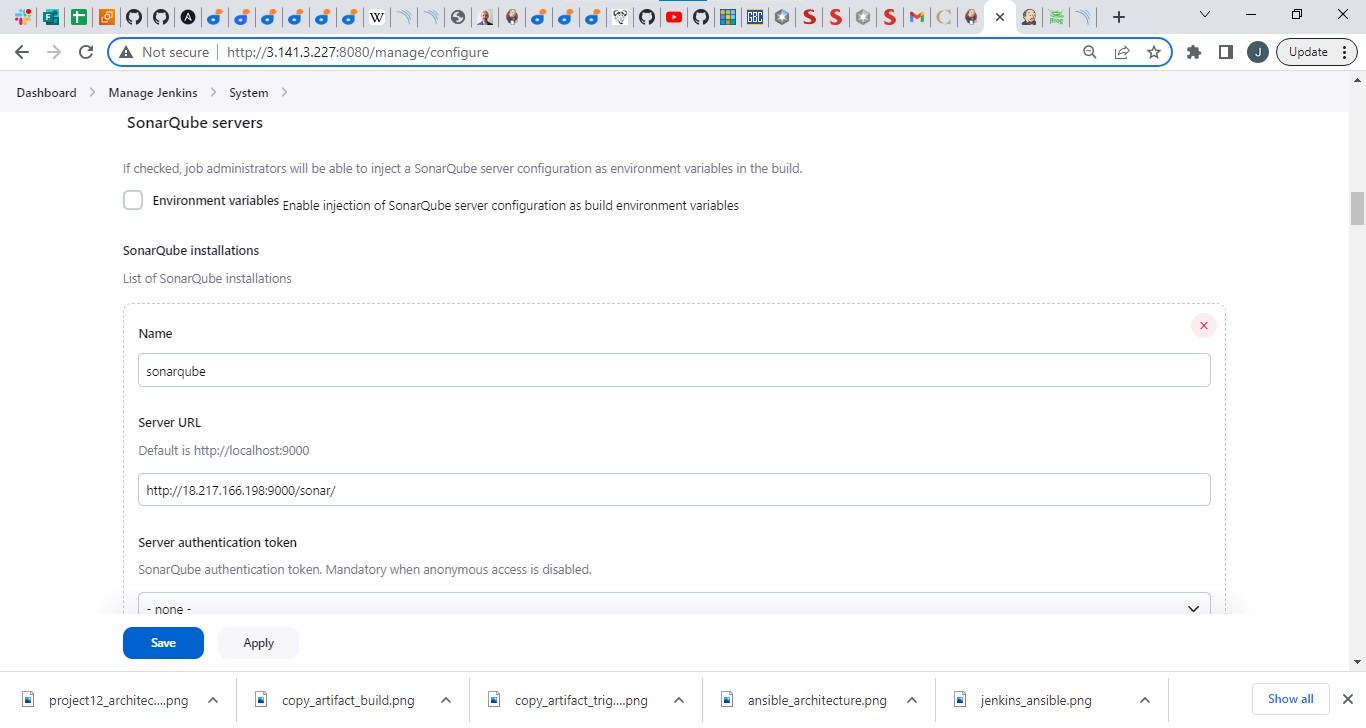 W
A
GBC
S
S
S
C
Not secure
http://3.141.3.227:8080/manage/configure
J
Update
Dashboard
Manage Jenkins
System
SonarQube servers
If checked, job administrators will be able to inject a SonarQube server configuration as environment variables in the build.
Environment variables Enable injection of SonarQube server configuration as build environment variables
SonarQube installations
List of SonarQube installations
Name
sonarqube
Server URL
Default is http://localhost:9000
http://18.217.166.198:9000/sonar/
Server authentication token
SonarQube authentication token. Mandatory when anonymous access is disabled.
- none -
Save
Apply
project12_architec....png
copy_artifact_build.png
copy_artifact_trig....png
ansible_architecture.png
jenkins_ansible.png
Show all